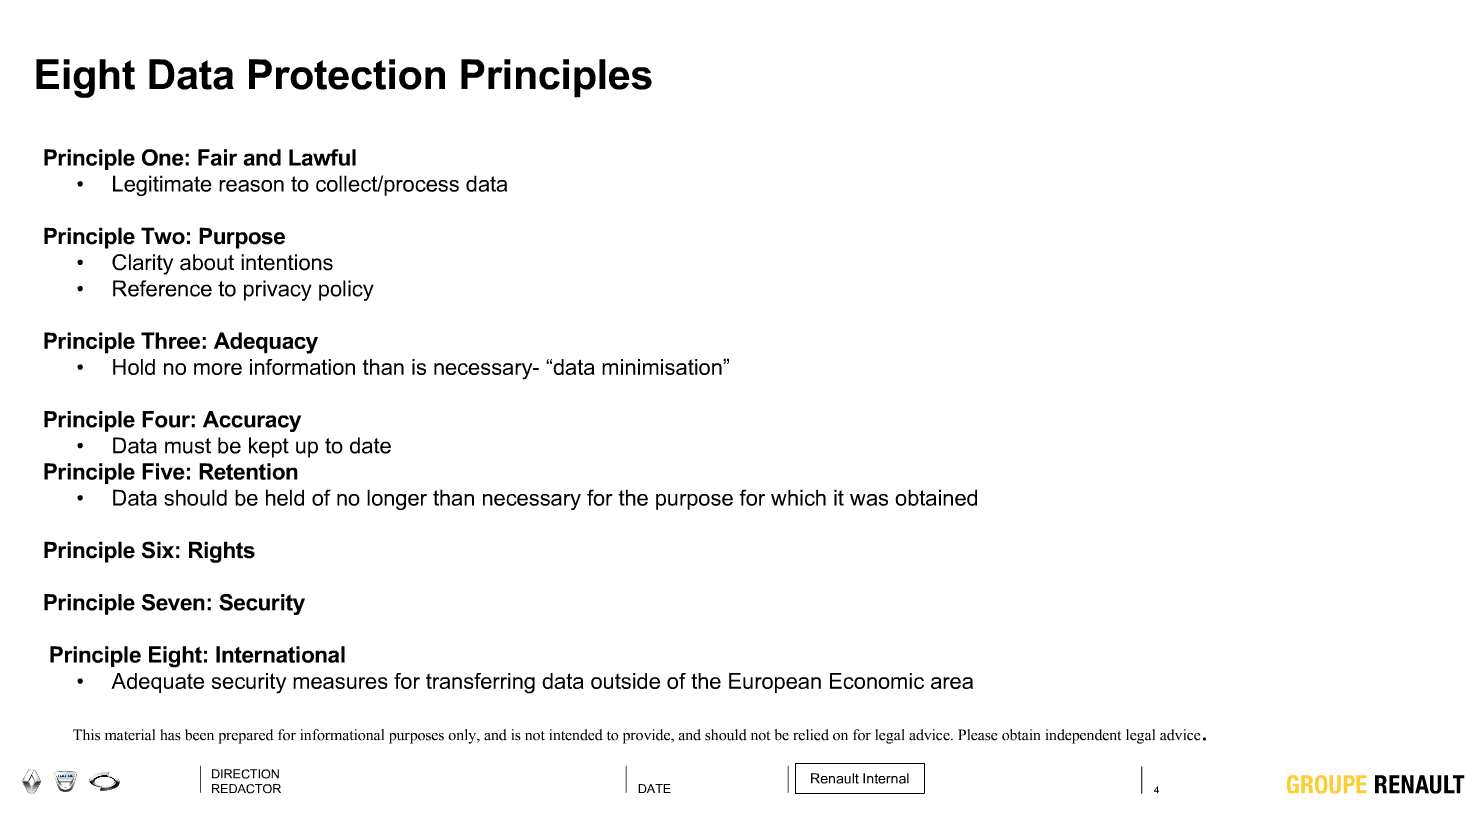 Eight Data Protection Principles
Principle One: Fair and Lawful
• Legitimate reason to collect/process data
Principle Two: Purpose
• Clarity about intentions
• Reference to privacy policy
Principle Three: Adequacy
• Hold no more information than is necessary- “data minimisation”
Principle Four: Accuracy
• Data must be kept up to date
Principle Five: Retention
• Data should be held of no longer than necessary for the purpose for which it was obtained
Principle Six: Rights
Principle Seven: Security
Principle Eight: International
• Adequate security measures for transferring data outside of the European Economic area
This material has been prepared for informational purposes only, and is not intended to provide, and should not be relied on for legal advice. Please obtain independent legal advice.
DIRECTION
REDACTOR
DATE
Renault Internal
4
GROUPE RENAULT